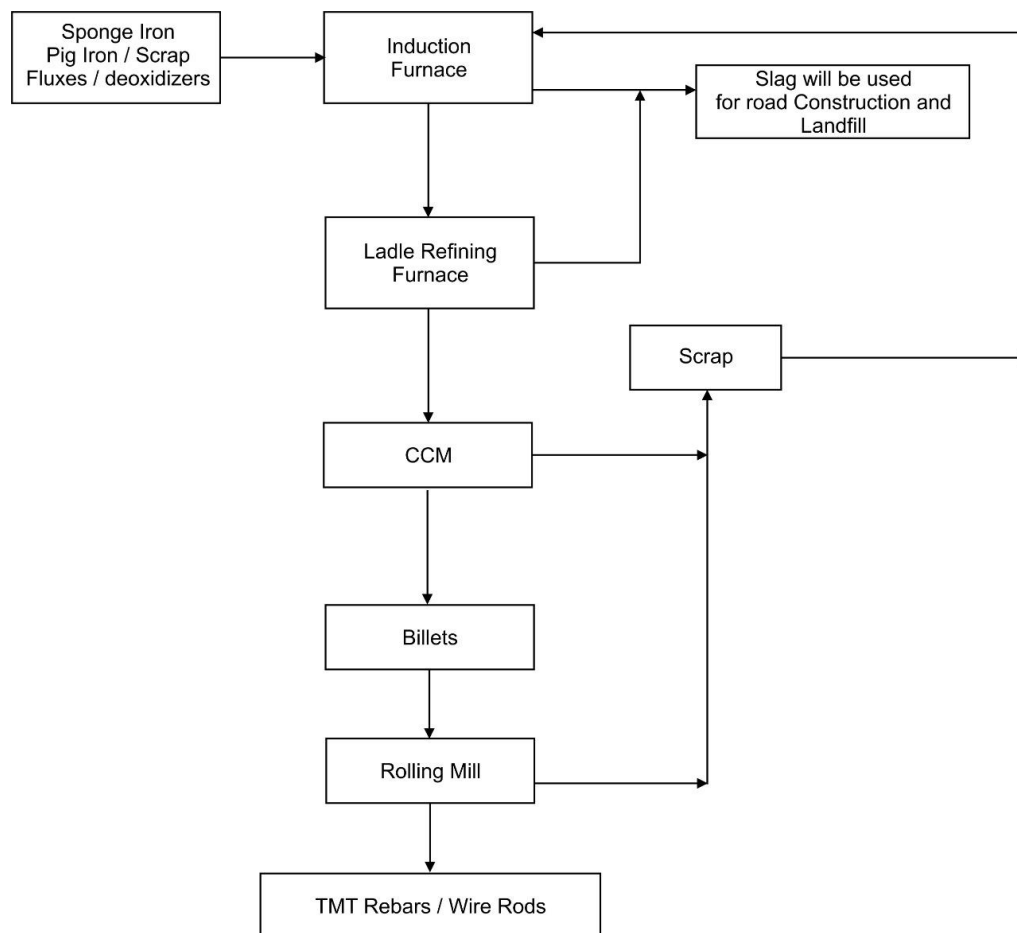 Sponge Iron
Pig Iron / Scrap
Fluxes / deoxidizers
Induction
Furnace
Slag will be used
for road Construction and
Landfill
Ladle Refining
Furnace
Scrap
CCM
Billets
Rolling Mill
TMT Rebars / Wire Rods